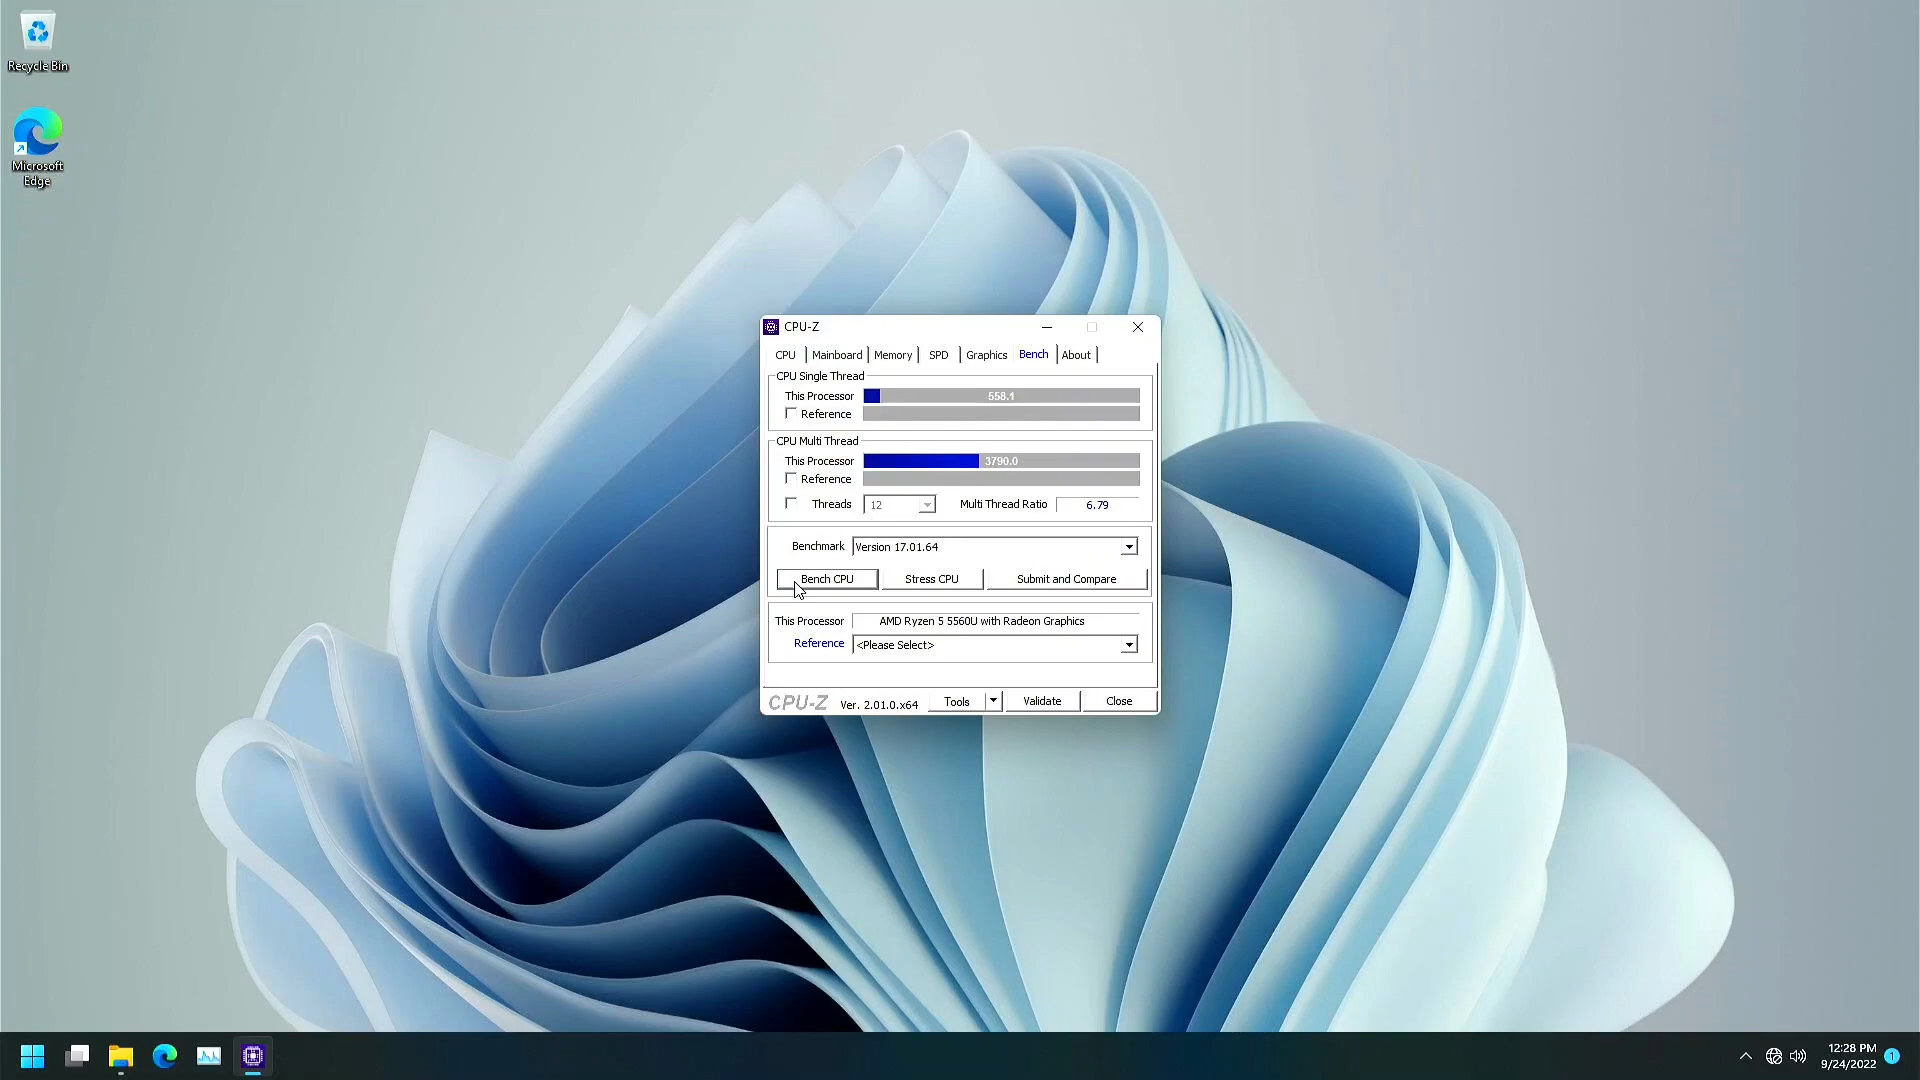 Recycle Bin
Microsoft
Edge
CPU-Z
CPU Mainboard Memory SPD Graphics Bench About
CPU Single Thread
This Processor 558.1
Reference
CPU Multi Thread
This Processor 3790.0
Reference
Threads 12 Multi Thread Ratio 6.79
Benchmark Version 17.01.64
Bench CPU Stress CPU Submit and Compare
This Processor AMD Ryzen 5 5560U with Radeon Graphics
Reference <Please Select>
CPU-Z Ver. 2.01.0.x64 Tools Validate Close
12:28 PM
9/24/2022
1